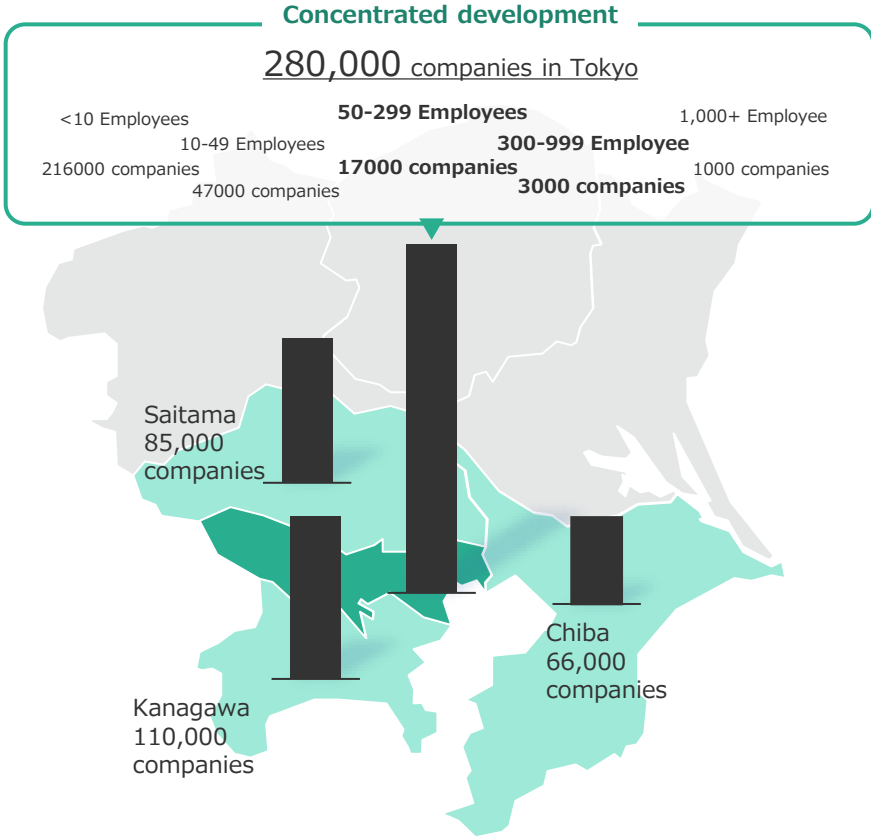 Concentrated development
280,000 companies in Tokyo
<10 Employees
216000 companies
10-49 Employees
47000 companies
50-299 Employees
17000 companies
300-999 Employee
3000 companies
1,000+ Employee
1000 companies
Saitama
85,000
companies
Kanagawa
110,000
companies
Chiba
66,000
companies